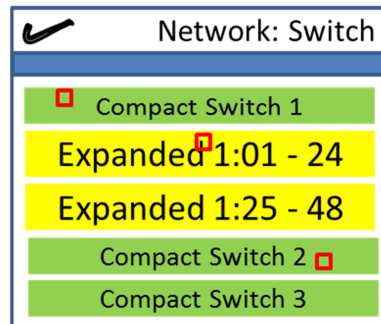 Network: Switch
Compact Switch 1
Expanded 1:01 - 24
Expanded 1:25 - 48
Compact Switch 2
Compact Switch 3